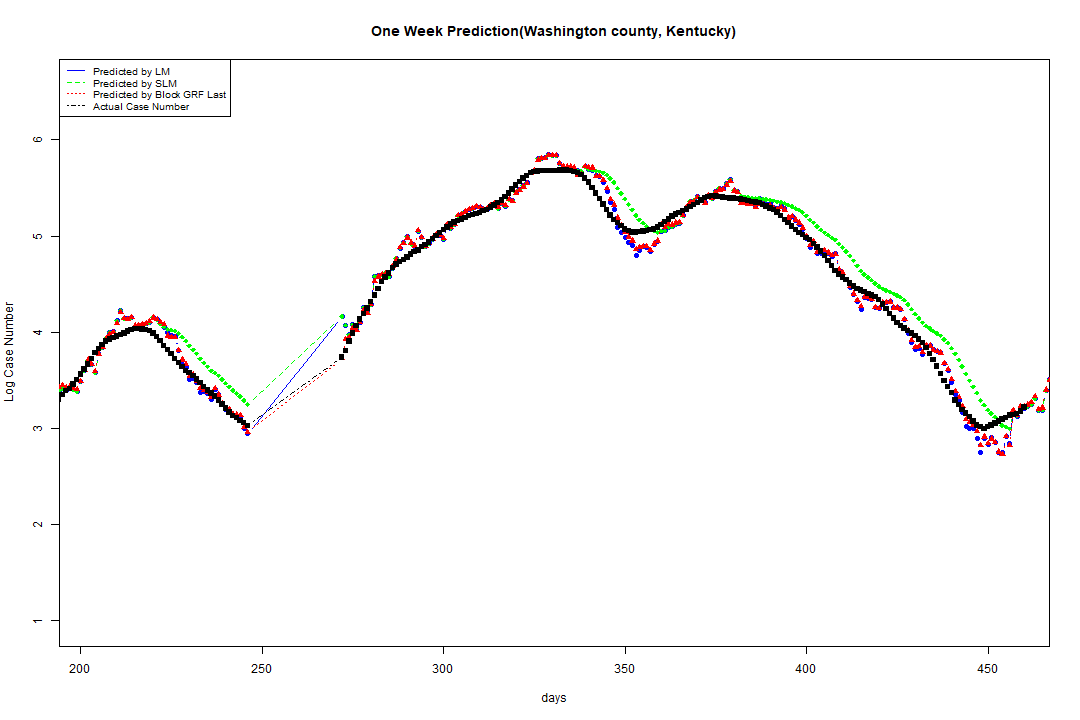 One Week Prediction(Washington county, Kentucky)
Predicted by LM
Predicted by SLM
Predicted by Block GRF Last
Actual Case Number
6
5
4
3
2
1
Log Case Number
200 250 300 350 400 450
days